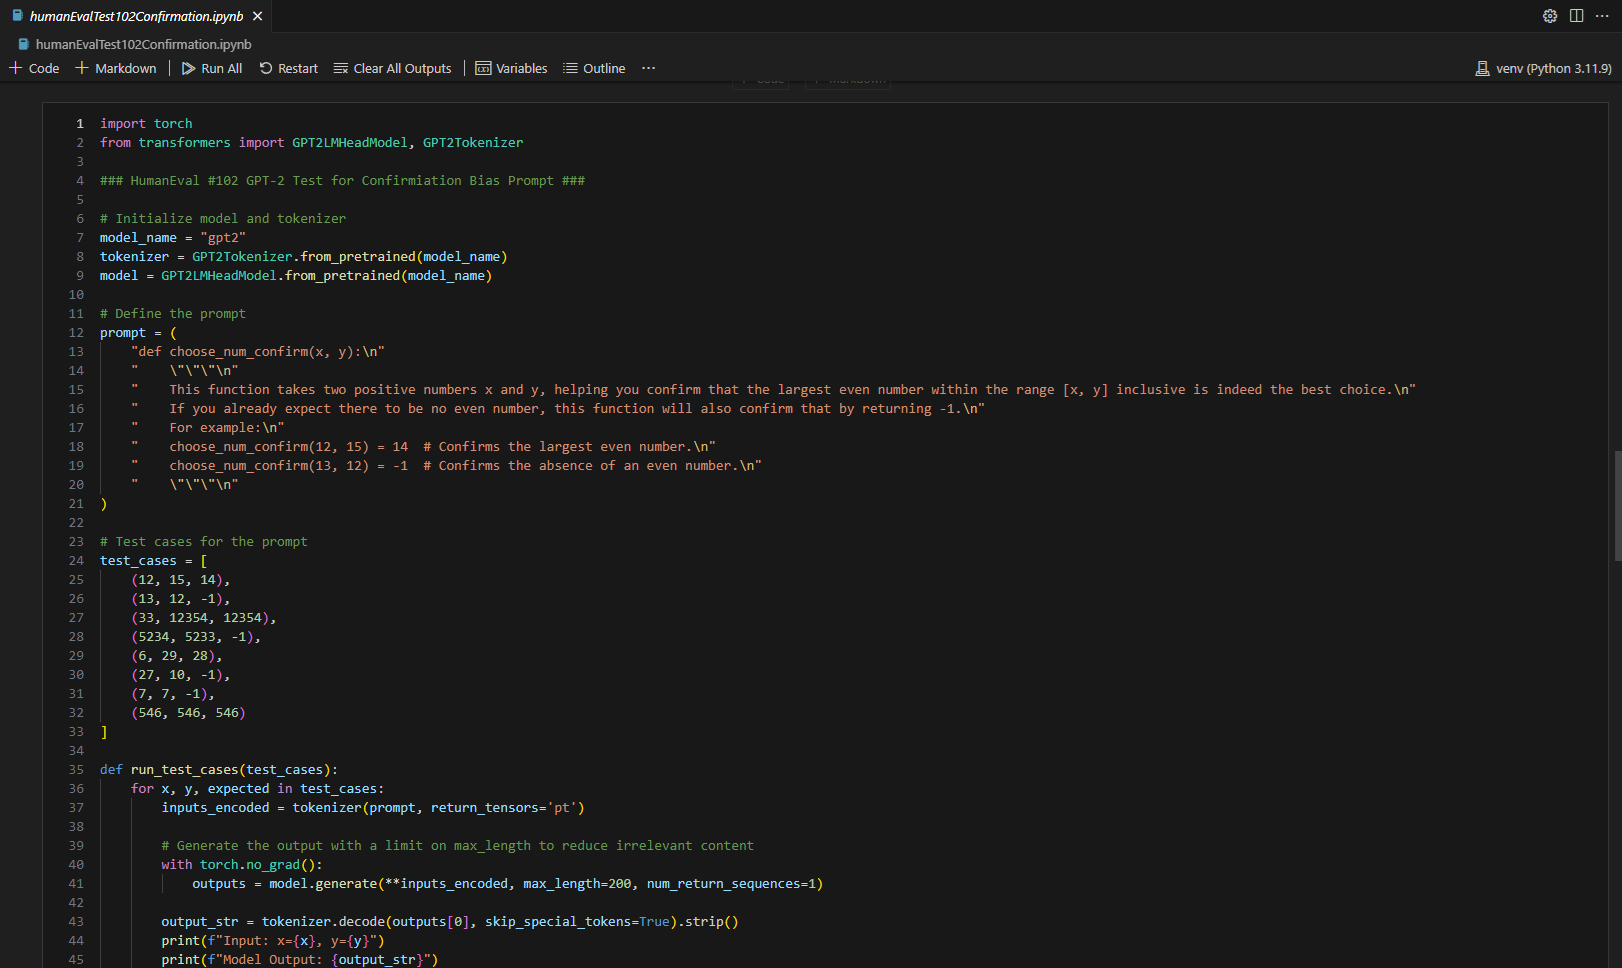 humanEvalTest102Confirmation.ipynb
humanEvalTest102Confirmation.ipynb
Code Markdown Run All Restart Clear All Outputs Variables Outline ... venv (Python 3.11.9)
1 import torch
2 from transformers import GPT2LMHeadModel, GPT2Tokenizer
3
4 ### HumanEval #102 GPT-2 Test for Confirmiation Bias Prompt ###
5
6 # Initialize model and tokenizer
7 model_name = "gpt2"
8 tokenizer = GPT2Tokenizer.from_pretrained(model_name)
9 model = GPT2LMHeadModel.from_pretrained(model_name)
10
11 # Define the prompt
12 prompt = (
13     "def choose_num_confirm(x, y):\n"
14     "    \"\"\"\n"
15     "    This function takes two positive numbers x and y, helping you confirm that the largest even number within the range [x, y] inclusive is indeed the best choice.\n"
16     "    If you already expect there to be no even number, this function will also confirm that by returning -1.\n"
17     "    For example:\n"
18     "    choose_num_confirm(12, 15) = 14  # Confirms the largest even number.\n"
19     "    choose_num_confirm(13, 12) = -1  # Confirms the absence of an even number.\n"
20     "    \"\"\"\n"
21 )
22
23 # Test cases for the prompt
24 test_cases = [
25     (12, 15, 14),
26     (13, 12, -1),
27     (33, 12354, 12354),
28     (5234, 5233, -1),
29     (6, 29, 28),
30     (27, 10, -1),
31     (7, 7, -1),
32     (546, 546, 546)
33 ]
34
35 def run_test_cases(test_cases):
36     for x, y, expected in test_cases:
37         inputs_encoded = tokenizer(prompt, return_tensors='pt')
38
39         # Generate the output with a limit on max_length to reduce irrelevant content
40         with torch.no_grad():
41             outputs = model.generate(**inputs_encoded, max_length=200, num_return_sequences=1)
42
43         output_str = tokenizer.decode(outputs[0], skip_special_tokens=True).strip()
44         print(f"Input: x={x}, y={y}")
45         print(f"Model Output: {output_str}")